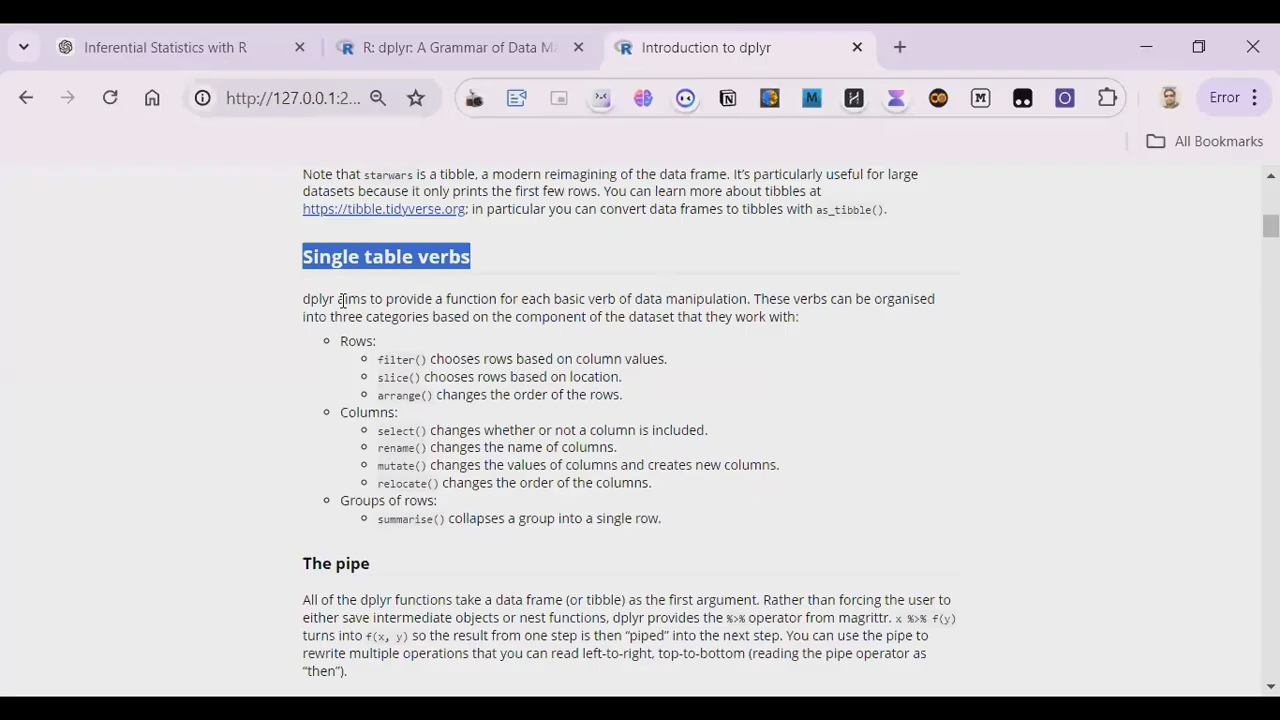 Inferential Statistics with R
R: dplyr: A Grammar of Data M
Introduction to dplyr
http://127.0.0.1:2...
Error
All Bookmarks
Note that starwars is a tibble, a modern reimagining of the data frame. It's particularly useful for large
datasets because it only prints the first few rows. You can learn more about tibbles at
https://tibble.tidyverse.org; in particular you can convert data frames to tibbles with as_tibble().
Single table verbs
dplyr aims to provide a function for each basic verb of data manipulation. These verbs can be organised
into three categories based on the component of the dataset that they work with:
Rows:
filter() chooses rows based on column values.
slice() chooses rows based on location.
arrange() changes the order of the rows.
Columns:
select() changes whether or not a column is included.
rename() changes the name of columns.
mutate() changes the values of columns and creates new columns.
relocate() changes the order of the columns.
Groups of rows:
summarise() collapses a group into a single row.
The pipe
All of the dplyr functions take a data frame (or tibble) as the first argument. Rather than forcing the user to
either save intermediate objects or nest functions, dplyr provides the %>% operator from magrittr. x %>% f(y)
turns into f(x, y) so the result from one step is then “piped” into the next step. You can use the pipe to
rewrite multiple operations that you can read left-to-right, top-to-bottom (reading the pipe operator as
“then”).